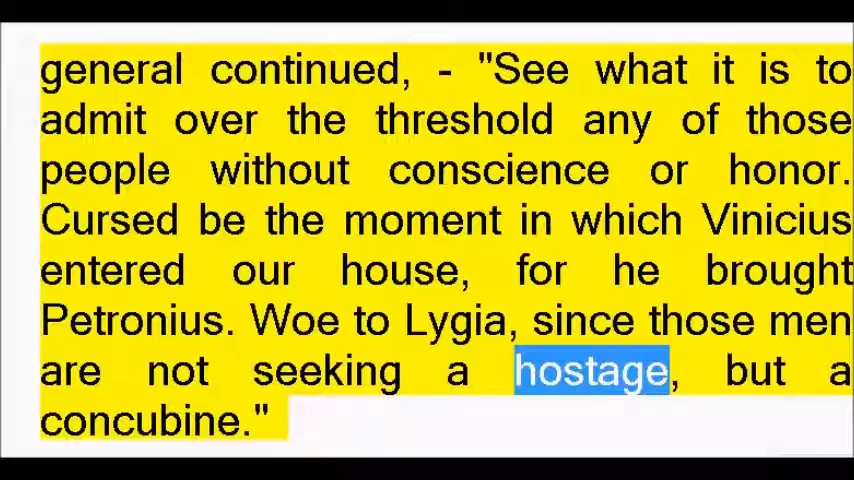 general continued, - "See what it is to
admit over the threshold any of those
people without conscience or honor.
Cursed be the moment in which Vinicius
entered our house, for he brought
Petronius. Woe to Lygia, since those men
are not seeking a hostage, but a
concubine."